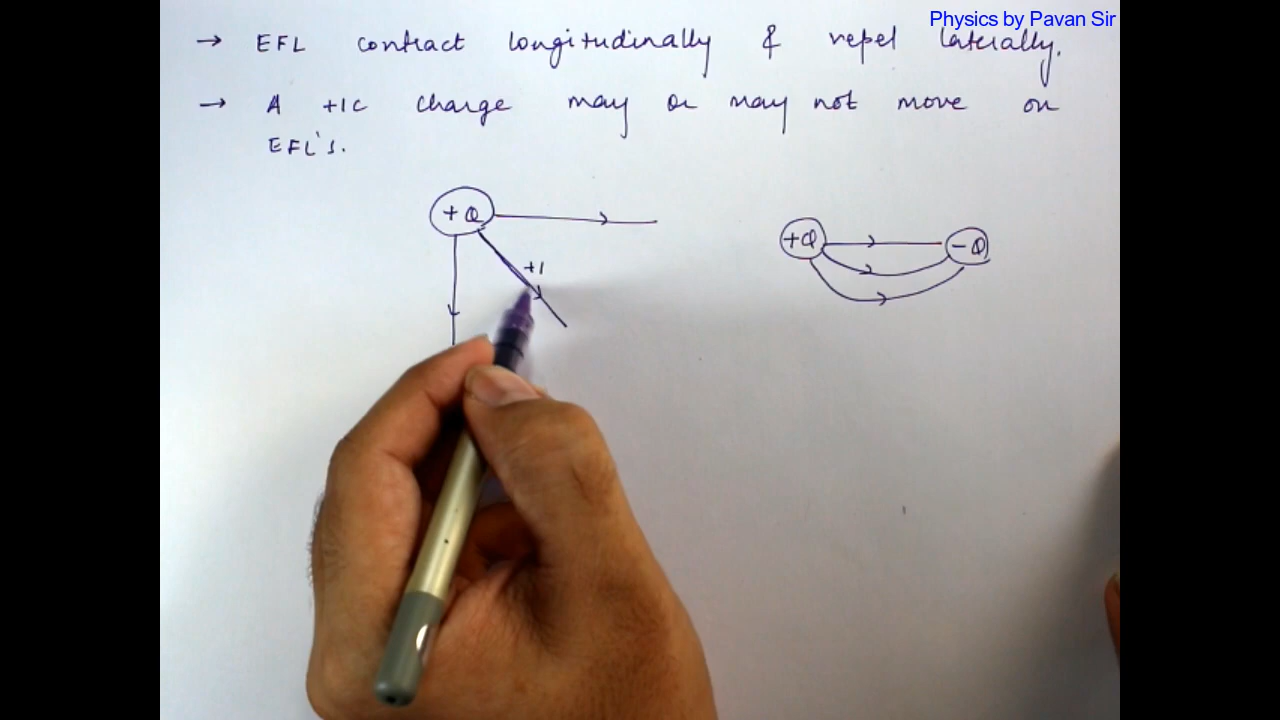 Physics by Pavan Sir
→ EFL contract longitudinally & repel laterally.
→ A +1C charge may or may not move on
EFL's.
+Q
+1
+Q
-Q